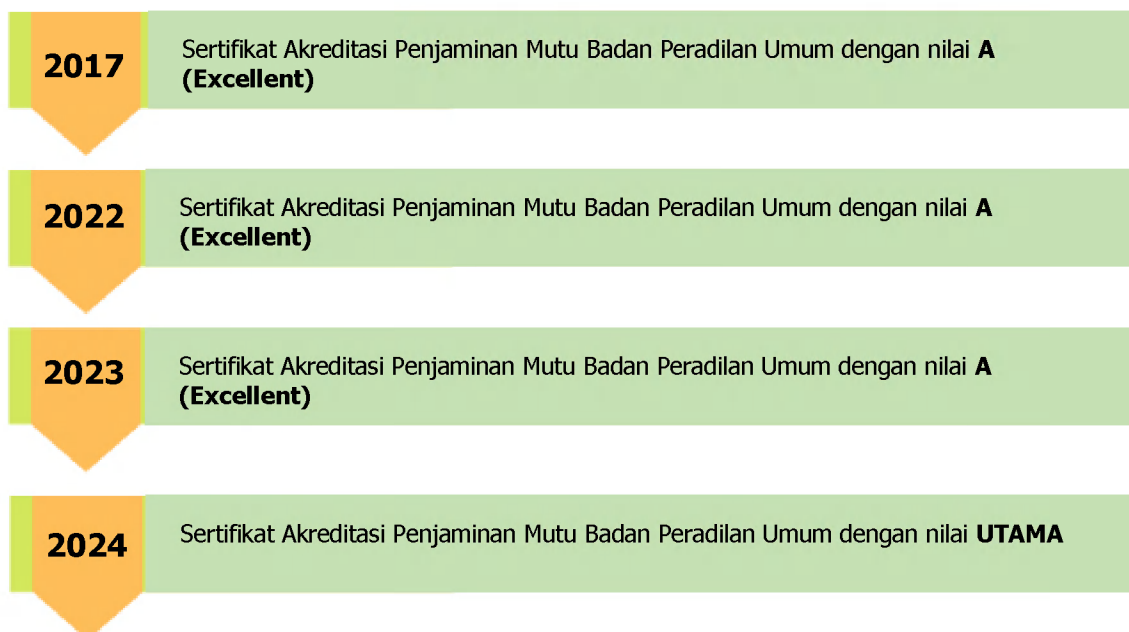 2017
Sertifikat Akreditasi Penjaminan Mutu Badan Peradilan Umum dengan nilai A
(Excellent)
2022
Sertifikat Akreditasi Penjaminan Mutu Badan Peradilan Umum dengan nilai A
(Excellent)
2023
Sertifikat Akreditasi Penjaminan Mutu Badan Peradilan Umum dengan nilai A
(Excellent)
2024
Sertifikat Akreditasi Penjaminan Mutu Badan Peradilan Umum dengan nilai UTAMA